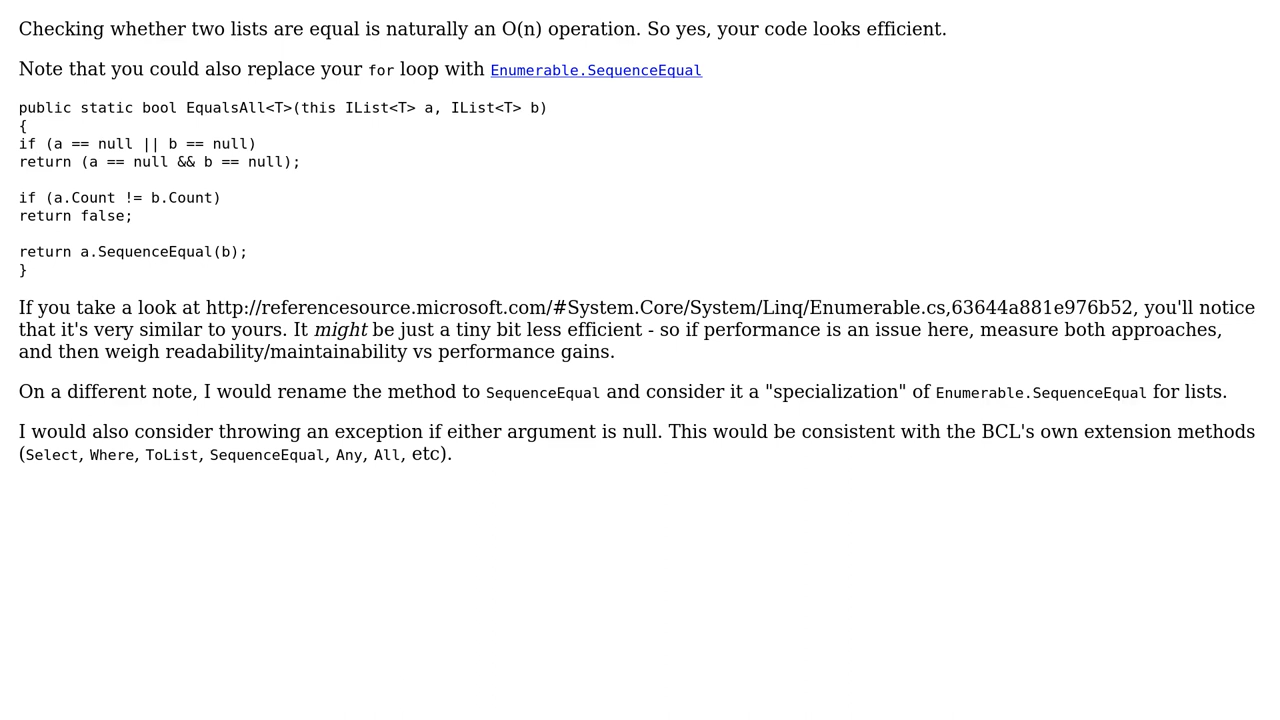 Checking whether two lists are equal is naturally an O(n) operation. So yes, your code looks efficient.
Note that you could also replace your for loop with Enumerable.SequenceEqual
public static bool EqualsAll<T>(this IList<T> a, IList<T> b)
{
if (a == null || b == null)
return (a == null && b == null);
if (a.Count != b.Count)
return false;
return a.SequenceEqual(b);
}
If you take a look at http://referencesource.microsoft.com/#System.Core/System/Linq/Enumerable.cs,63644a881e976b52, you'll notice
that it's very similar to yours. It might be just a tiny bit less efficient - so if performance is an issue here, measure both approaches,
and then weigh readability/maintainability vs performance gains.
On a different note, I would rename the method to SequenceEqual and consider it a "specialization" of Enumerable.SequenceEqual for lists.
I would also consider throwing an exception if either argument is null. This would be consistent with the BCL's own extension methods
(Select, Where, ToList, SequenceEqual, Any, All, etc).